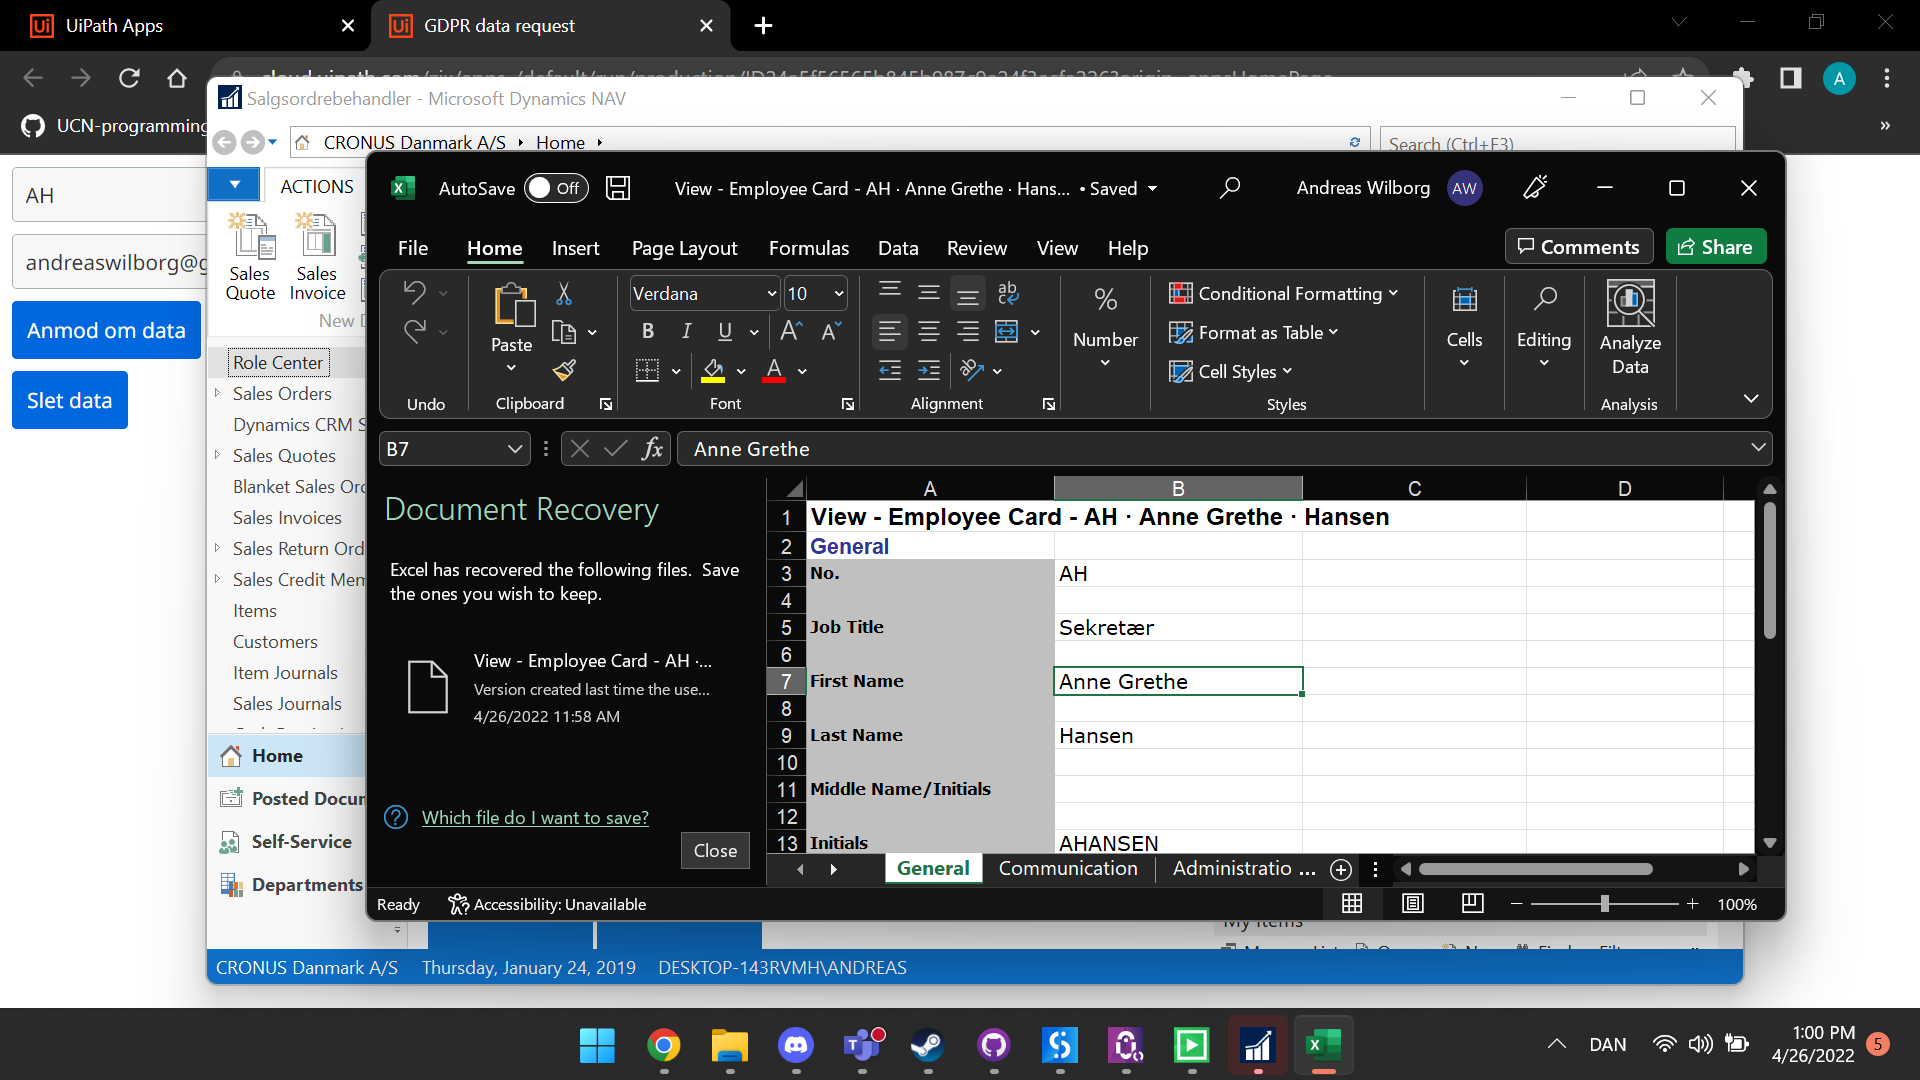 UiPath Apps
GDPR data request
UCN-programming
Salgsordrebehandler - Microsoft Dynamics NAV
CRONUS Danmark A/S
Home
Search (Ctrl+F3)
AH
andreaswilborg@g
Anmod om data
Slet data
ACTIONS
Sales Quote
Sales Invoice
New
Role Center
Sales Orders
Dynamics CRM S
Sales Quotes
Blanket Sales Ord
Sales Invoices
Sales Return Ord
Sales Credit Mem
Items
Customers
Item Journals
Sales Journals
Home
Posted Docum
Self-Service
Departments
AutoSave Off
View - Employee Card - AH · Anne Grethe · Hans... • Saved
Andreas Wilborg AW
File Home Insert Page Layout Formulas Data Review View Help
Comments Share
Verdana 10
Paste
B I U
Number
Conditional Formatting
Format as Table
Cell Styles
Cells
Editing
Analyze Data
Undo Clipboard Font Alignment Styles Analysis
B7 fx Anne Grethe
Document Recovery
Excel has recovered the following files. Save
the ones you wish to keep.
View - Employee Card - AH ·...
Version created last time the use...
4/26/2022 11:58 AM
Which file do I want to save?
Close
A B C D
1 View - Employee Card - AH · Anne Grethe · Hansen
2 General
3 No. AH
4
5 Job Title Sekretær
6
7 First Name Anne Grethe
8
9 Last Name Hansen
10
11 Middle Name/Initials
12
13 Initials AHANSEN
General Communication Administratio ...
Ready Accessibility: Unavailable 100%
My Items
CRONUS Danmark A/S Thursday, January 24, 2019 DESKTOP-143RVMH\ANDREAS
DAN 1:00 PM
4/26/2022 5